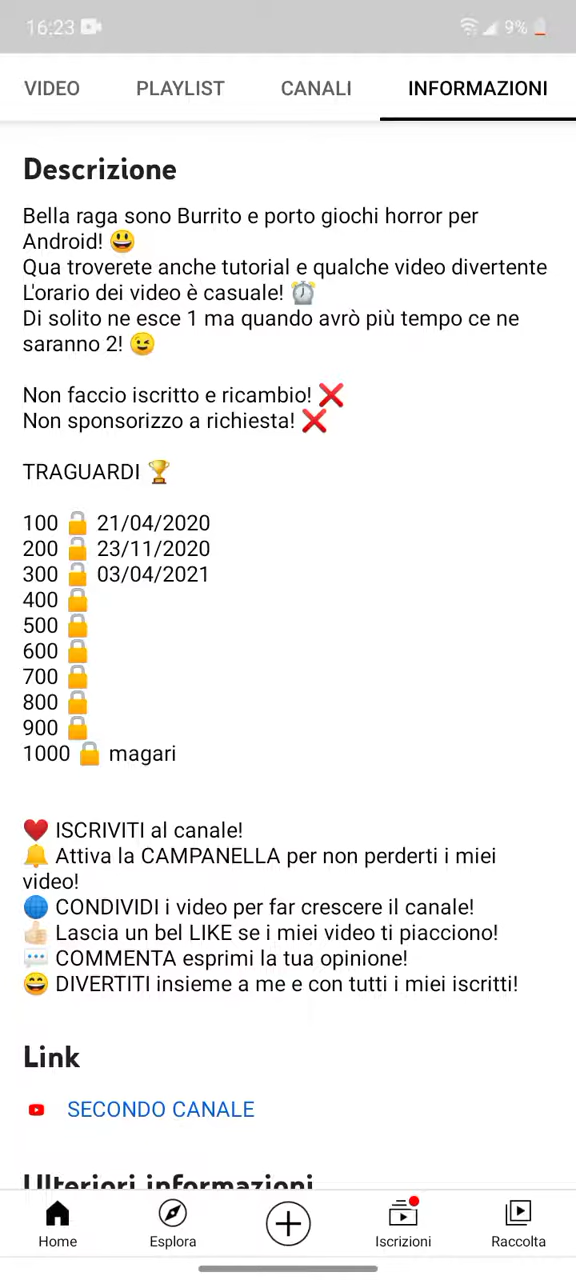 16:23 9%
VIDEO PLAYLIST CANALI INFORMAZIONI
Descrizione
Bella raga sono Burrito e porto giochi horror per
Android! 😃
Qua troverete anche tutorial e qualche video divertente
L'orario dei video è casuale! ⏰
Di solito ne esce 1 ma quando avrò più tempo ce ne
saranno 2! 😉
Non faccio iscritto e ricambio! ❌
Non sponsorizzo a richiesta! ❌
TRAGUARDI 🏆
100 🔓 21/04/2020
200 🔓 23/11/2020
300 🔓 03/04/2021
400 🔒
500 🔒
600 🔒
700 🔒
800 🔒
900 🔒
1000 🔒 magari
❤️ ISCRIVITI al canale!
🔔 Attiva la CAMPANELLA per non perderti i miei
video!
🌐 CONDIVIDI i video per far crescere il canale!
👍🏻 Lascia un bel LIKE se i miei video ti piacciono!
💬 COMMENTA esprimi la tua opinione!
😄 DIVERTITI insieme a me e con tutti i miei iscritti!
Link
SECONDO CANALE
Ulteriori informazioni
Home Esplora Iscrizioni Raccolta